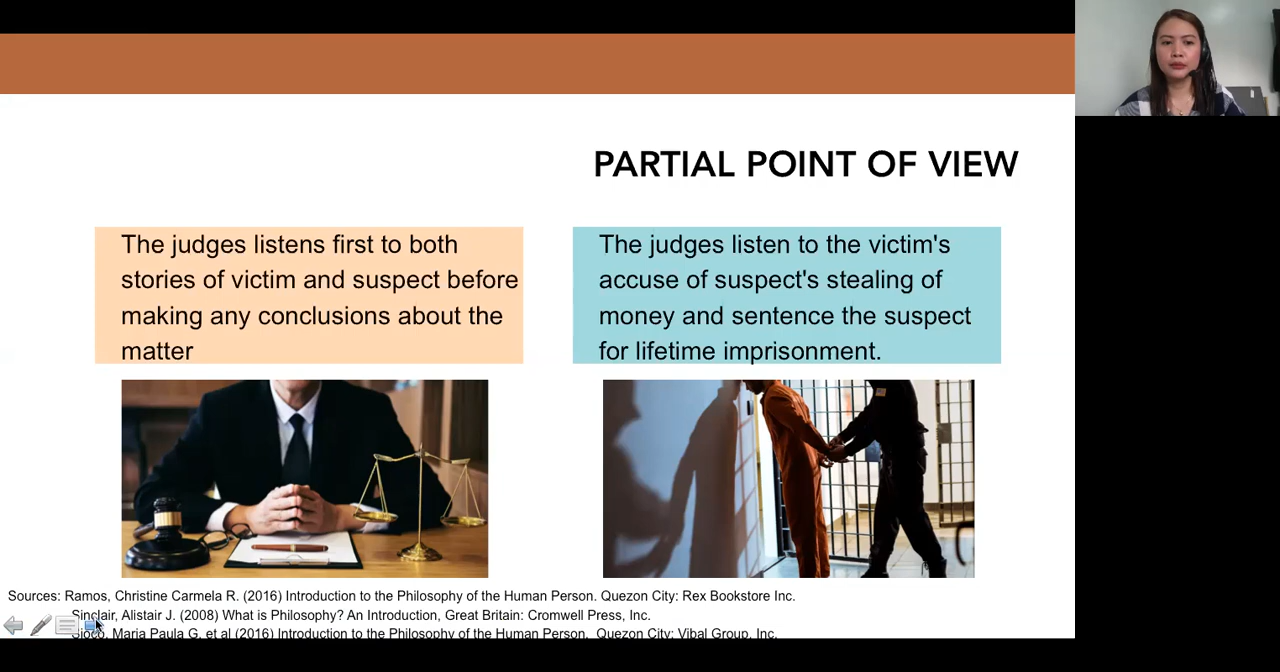 PARTIAL POINT OF VIEW
The judges listens first to both
stories of victim and suspect before
making any conclusions about the
matter
The judges listen to the victim's
accuse of suspect's stealing of
money and sentence the suspect
for lifetime imprisonment.
Sources: Ramos, Christine Carmela R. (2016) Introduction to the Philosophy of the Human Person. Quezon City: Rex Bookstore Inc.
Sinclair, Alistair J. (2008) What is Philosophy? An Introduction, Great Britain: Cromwell Press, Inc.
Gioco, Maria Paula G. et al (2016) Introduction to the Philosophy of the Human Person. Quezon City: Vibal Group, Inc.